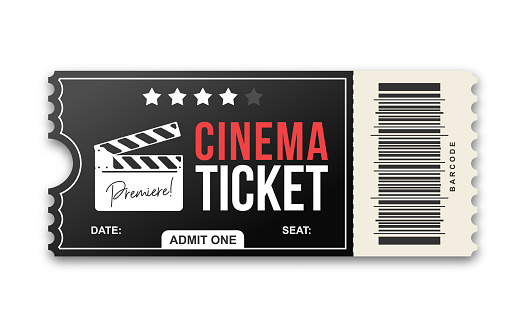 CINEMA
TICKET
Premiere!
DATE:
ADMIT ONE
SEAT:
BARCODE